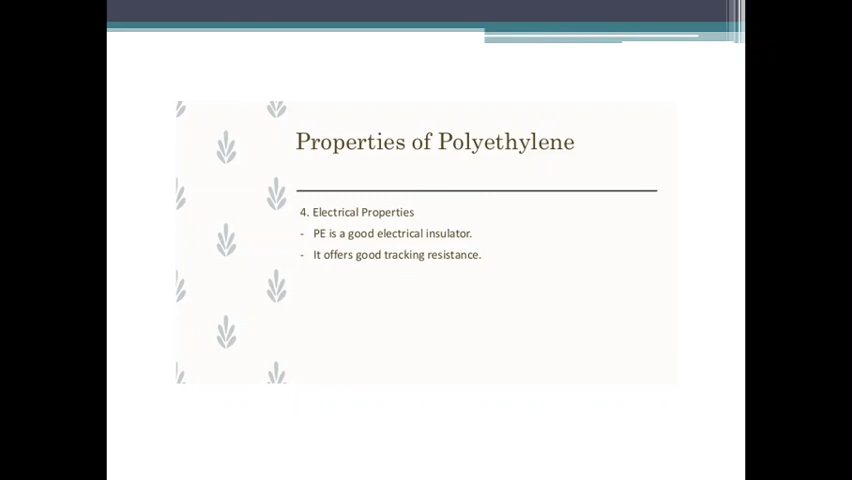 Properties of Polyethylene
4. Electrical Properties
- PE is a good electrical insulator.
- It offers good tracking resistance.